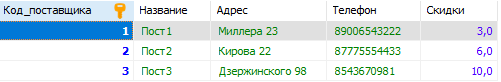 Код_поставщика Название Адрес Телефон Скидки
1 Пост1 Миллера 23 89006543222 3,0
2 Пост2 Кирова 22 87775554433 6,0
3 Пост3 Дзержинского 98 8543670981 10,0